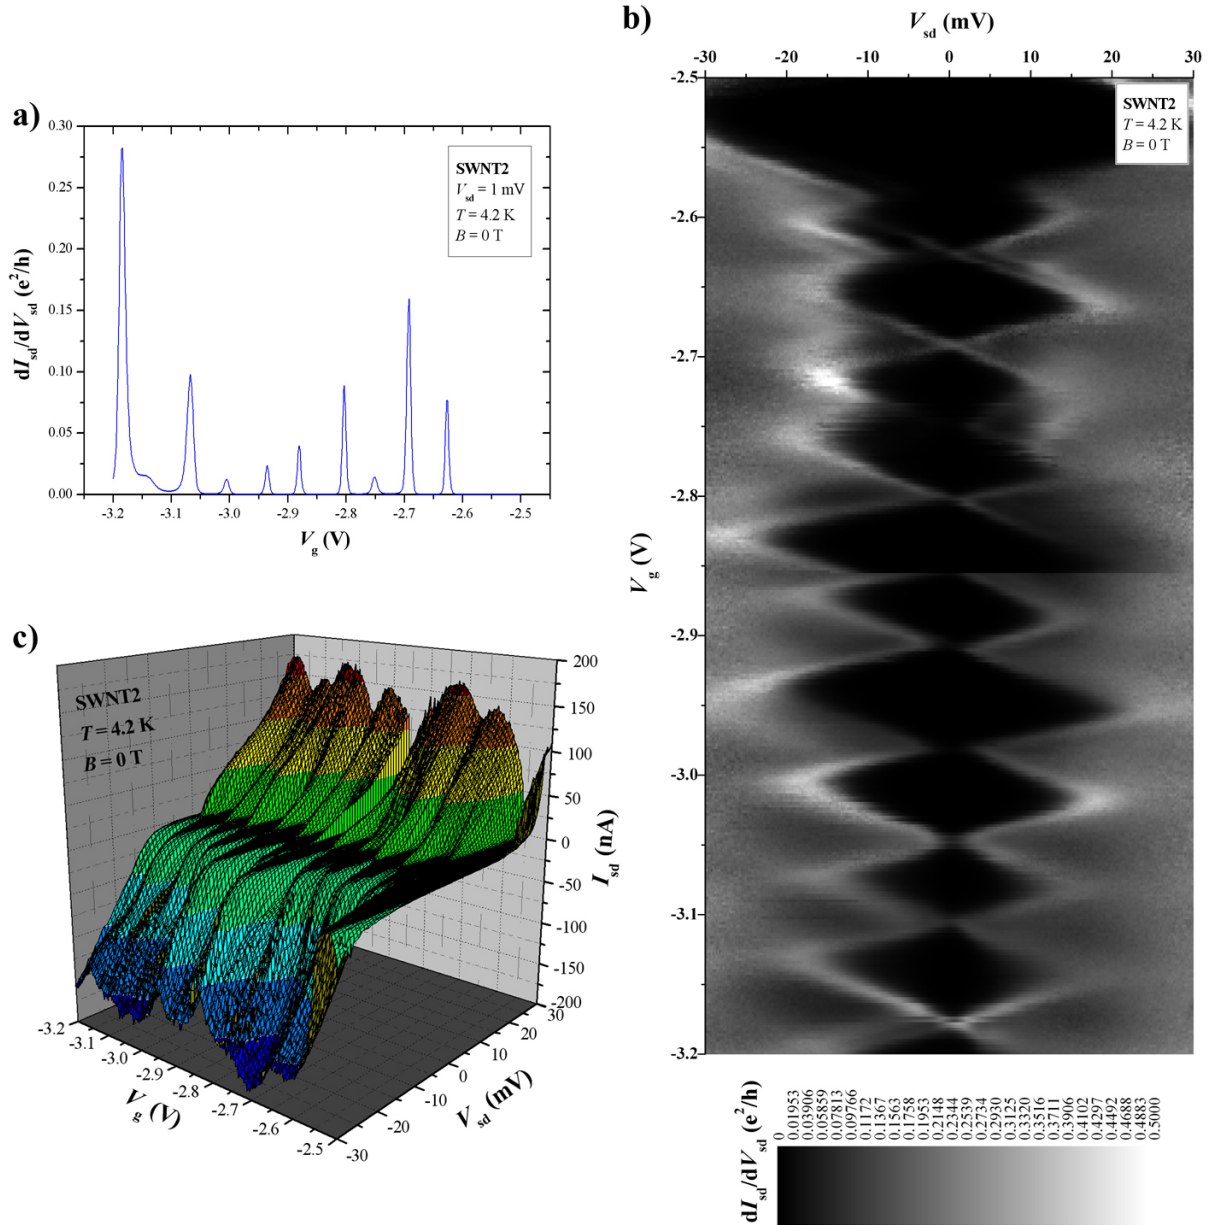 a)
0.30
0.25
0.20
0.15
0.10
0.05
0.00
dI_sd/dV_sd (e²/h)
SWNT2
V_sd = 1 mV
T = 4.2 K
B = 0 T
-3.2 -3.1 -3.0 -2.9 -2.8 -2.7 -2.6 -2.5
V_g (V)
b)
V_sd (mV)
-30 -20 -10 0 10 20 30
-2.5
-2.6
-2.7
-2.8
-2.9
-3.0
-3.1
-3.2
V_g (V)
SWNT2
T = 4.2 K
B = 0 T
dI_sd/dV_sd (e²/h)
0
0.01953
0.03906
0.05859
0.07813
0.09766
0.1172
0.1367
0.1563
0.1758
0.1953
0.2148
0.2344
0.2539
0.2734
0.2930
0.3125
0.3320
0.3516
0.3711
0.3906
0.4102
0.4297
0.4492
0.4688
0.4883
0.5000
c)
SWNT2
T = 4.2 K
B = 0 T
200
150
100
50
0
-50
-100
-150
-200
I_sd (nA)
-3.2 -3.1 -3.0 -2.9 -2.8 -2.7 -2.6 -2.5
V_g (V)
-30 -20 -10 0 10 20 30
V_sd (mV)